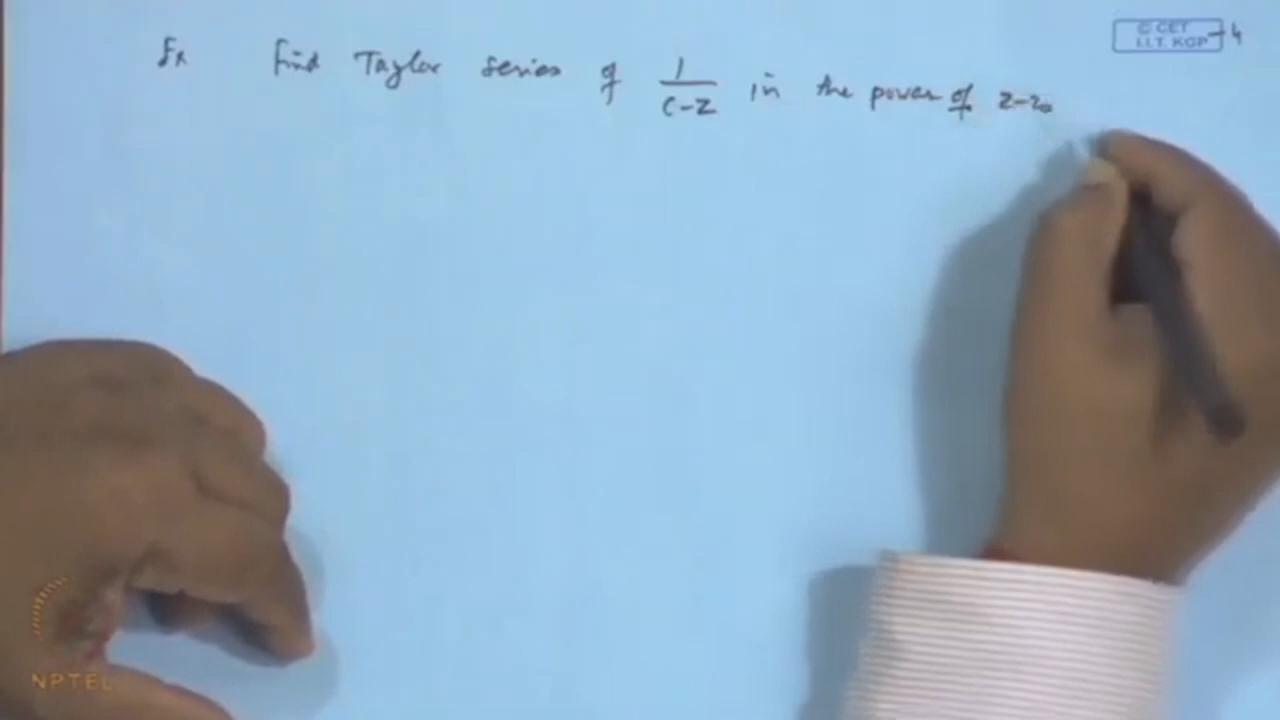 Ex Find Taylor series of 1/(c-z) in the power of z-z₀
© CET
I.I.T. KGP
NPTEL